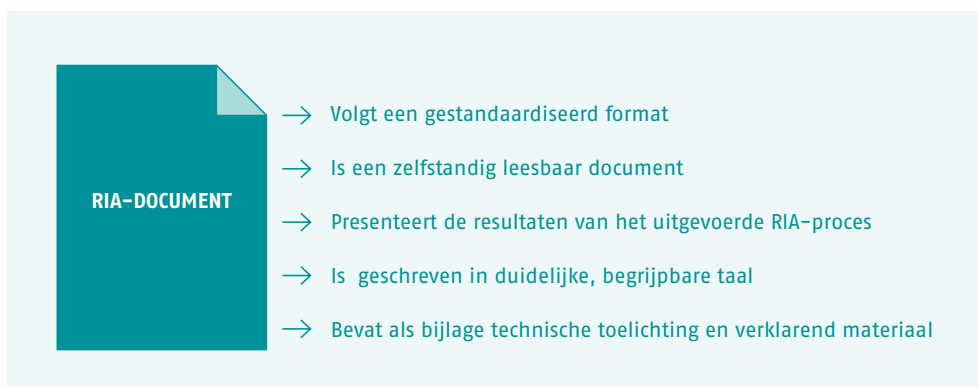 RIA-DOCUMENT
Volgt een gestandaardiseerd format
Is een zelfstandig leesbaar document
Presenteert de resultaten van het uitgevoerde RIA-proces
Is geschreven in duidelijke, begrijpbare taal
Bevat als bijlage technische toelichting en verklarend materiaal